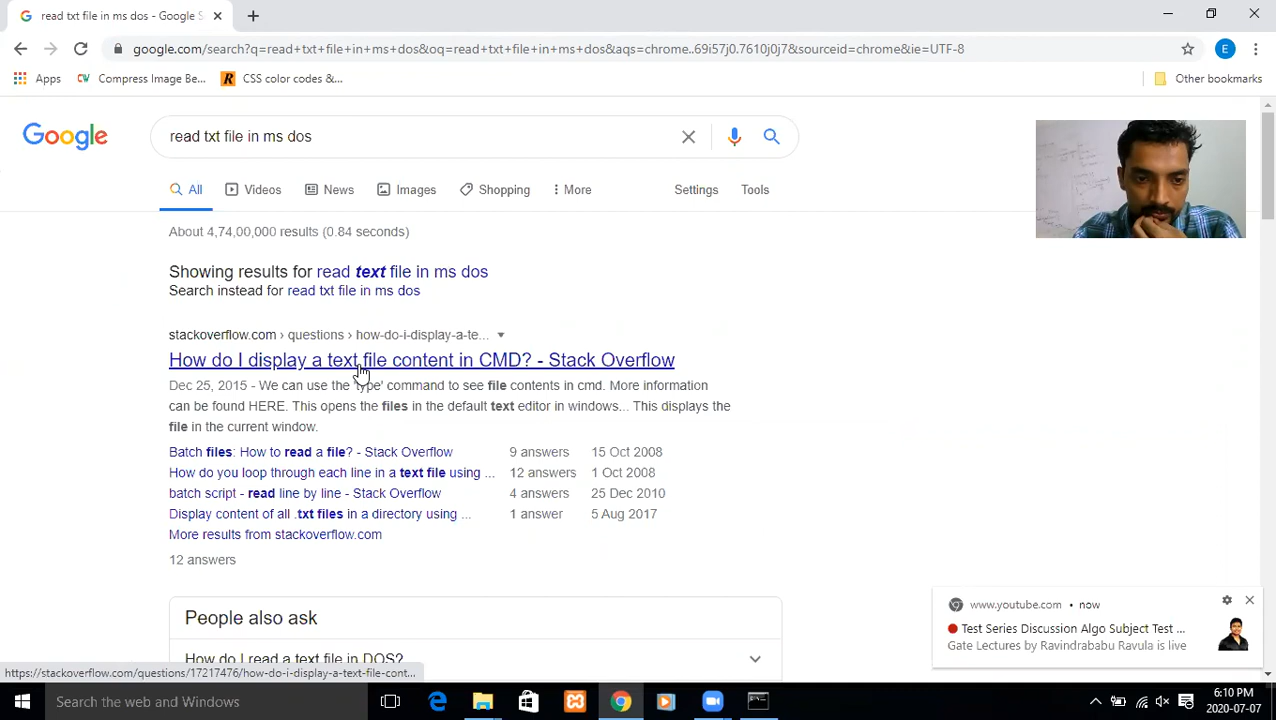 read txt file in ms dos - Google S
google.com/search?q=read+txt+file+in+ms+dos&oq=read+txt+file+in+ms+dos&aqs=chrome..69i57j0.7610j0j7&sourceid=chrome&ie=UTF-8
E
Apps
CW Compress Image Be...
R CSS color codes &...
Other bookmarks
Google
read txt file in ms dos
All
Videos
News
Images
Shopping
More
Settings
Tools
About 4,74,00,000 results (0.84 seconds)
Showing results for read text file in ms dos
Search instead for read txt file in ms dos
stackoverflow.com › questions › how-do-i-display-a-te...
How do I display a text file content in CMD? - Stack Overflow
Dec 25, 2015 - We can use the 'type' command to see file contents in cmd. More information
can be found HERE. This opens the files in the default text editor in windows... This displays the
file in the current window.
Batch files: How to read a file? - Stack Overflow 9 answers 15 Oct 2008
How do you loop through each line in a text file using ... 12 answers 1 Oct 2008
batch script - read line by line - Stack Overflow 4 answers 25 Dec 2010
Display content of all .txt files in a directory using ... 1 answer 5 Aug 2017
More results from stackoverflow.com
12 answers
People also ask
How do I read a text file in DOS?
www.youtube.com • now
Test Series Discussion Algo Subject Test ...
Gate Lectures by Ravindrababu Ravula is live
https://stackoverflow.com/questions/17217476/how-do-i-display-a-text-file-cont...
Search the web and Windows
6:10 PM
2020-07-07